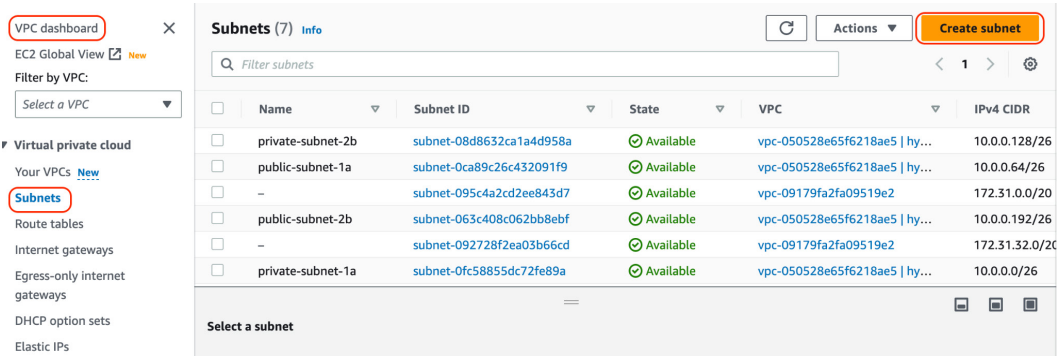 VPC dashboard
EC2 Global View New
Filter by VPC:
Select a VPC
Virtual private cloud
Your VPCs New
Subnets
Route tables
Internet gateways
Egress-only internet
gateways
DHCP option sets
Elastic IPs
Subnets (7) Info
Actions
Create subnet
Filter subnets
1
Name Subnet ID State VPC IPv4 CIDR
private-subnet-2b subnet-08d8632ca1a4d958a Available vpc-050528e65f6218ae5 | hy... 10.0.0.128/26
public-subnet-1a subnet-0ca89c26c432091f9 Available vpc-050528e65f6218ae5 | hy... 10.0.0.64/26
– subnet-095c4a2cd2ee843d7 Available vpc-09179fa2fa09519e2 172.31.0.0/20
public-subnet-2b subnet-063c408c062bb8ebf Available vpc-050528e65f6218ae5 | hy... 10.0.0.192/26
– subnet-092728f2ea03b66cd Available vpc-09179fa2fa09519e2 172.31.32.0/20
private-subnet-1a subnet-0fc58855dc72fe89a Available vpc-050528e65f6218ae5 | hy... 10.0.0.0/26
Select a subnet